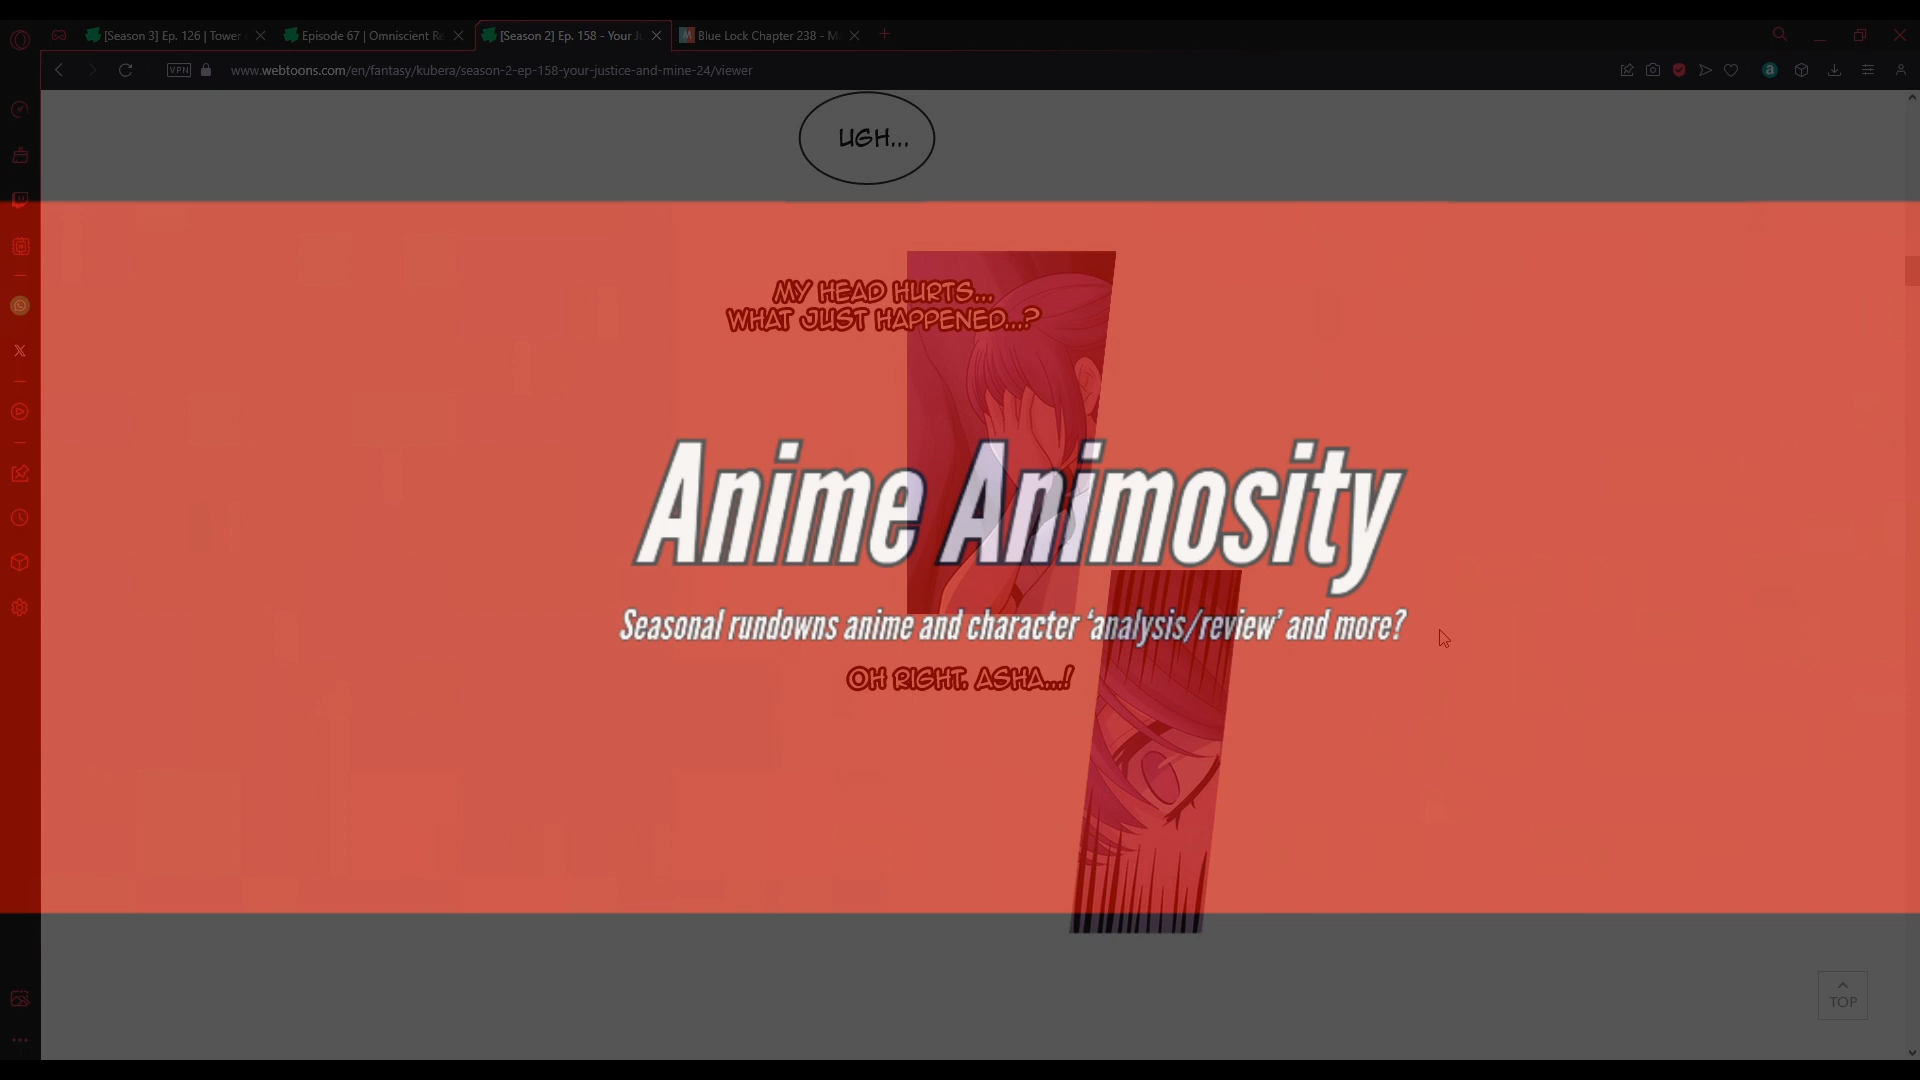 [Season 3] Ep. 126 | Tower
Episode 67 | Omniscient Re
[Season 2] Ep. 158 - Your Ju
Blue Lock Chapter 238 - M
VPN
www.webtoons.com/en/fantasy/kubera/season-2-ep-158-your-justice-and-mine-24/viewer
UGH...
MY HEAD HURTS...
WHAT JUST HAPPENED...?
Anime Animosity
Seasonal rundowns anime and character ‘analysis/review’ and more?
OH RIGHT, ASHA...!
TOP